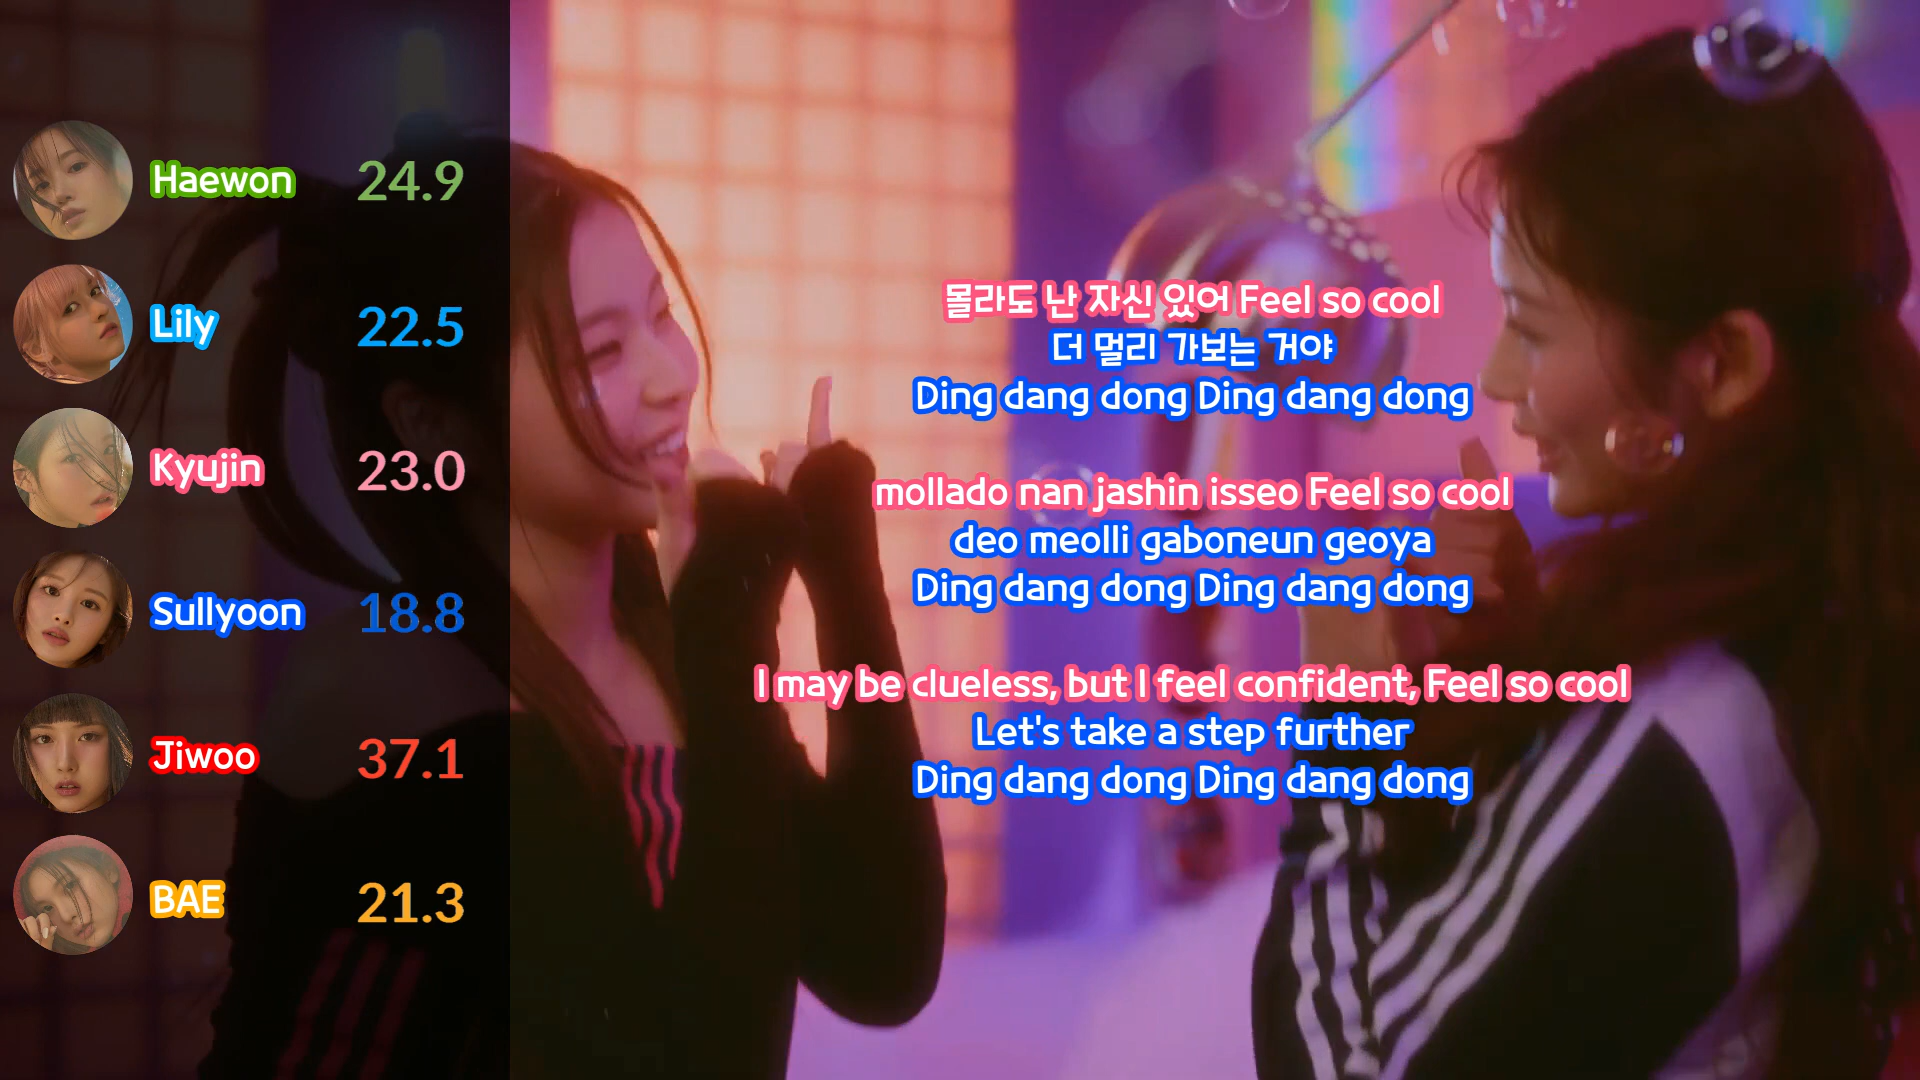 Haewon 24.9
Lily 22.5
Kyujin 23.0
Sullyoon 18.8
Jiwoo 37.1
BAE 21.3
몰라도 난 자신 있어 Feel so cool
더 멀리 가보는 거야
Ding dang dong Ding dang dong
mollado nan jashin isseo Feel so cool
deo meolli gaboneun geoya
Ding dang dong Ding dang dong
I may be clueless, but I feel confident, Feel so cool
Let's take a step further
Ding dang dong Ding dang dong